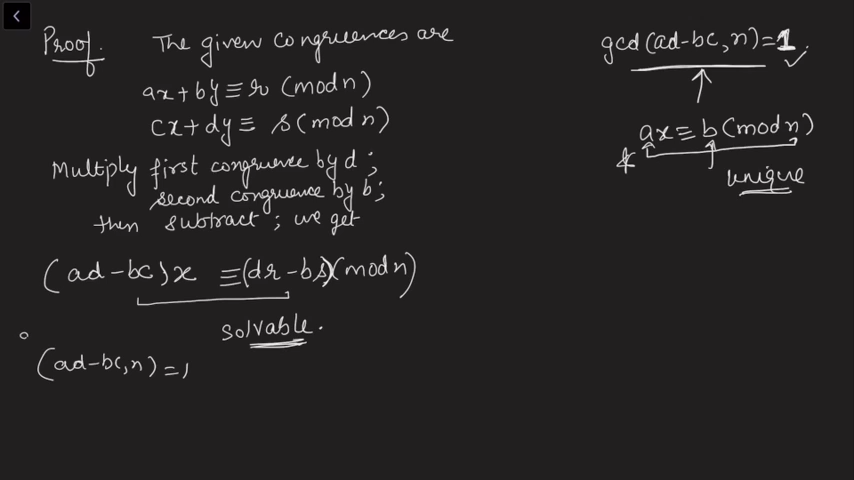 Proof. The given congruences are
ax + by ≡ r (mod n)
cx + dy ≡ s (mod n)
Multiply first congruence by d ;
second congruence by b ;
then subtract ; we get
(ad - bc) x ≡ (dr - bs) (mod n)
solvable.
(ad - bc, n) = 1
gcd (ad - bc, n) = 1.
ax ≡ b (mod n)
unique